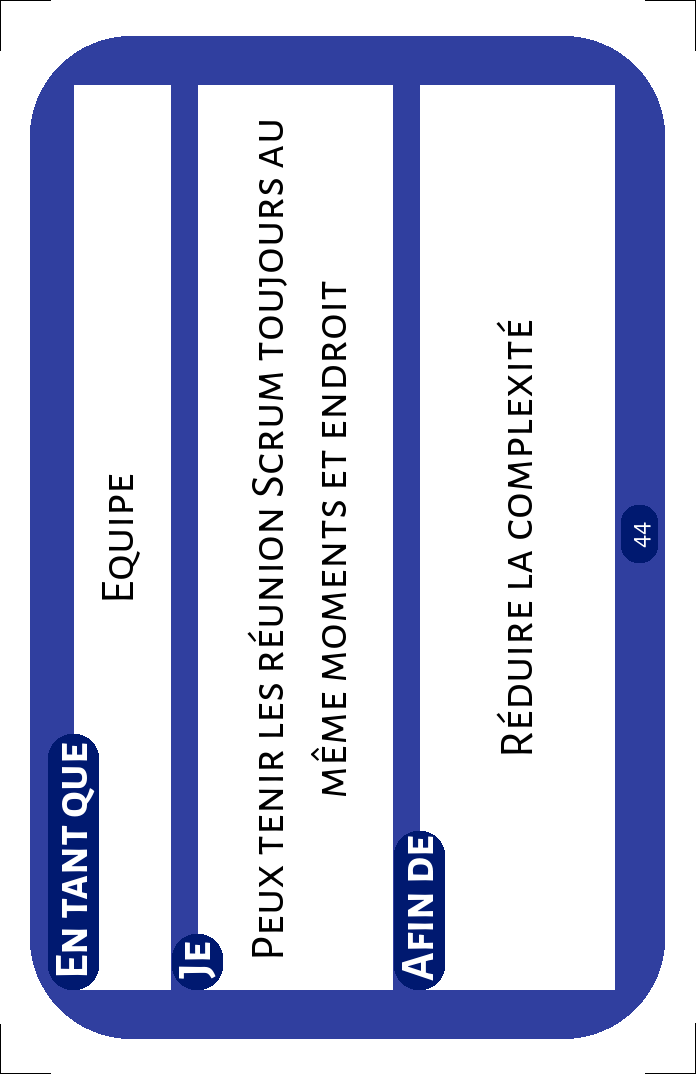 En tant que
Equipe
Je
Peux tenir les réunion Scrum toujours au
même moments et endroit
Afin de
Réduire la complexité
44